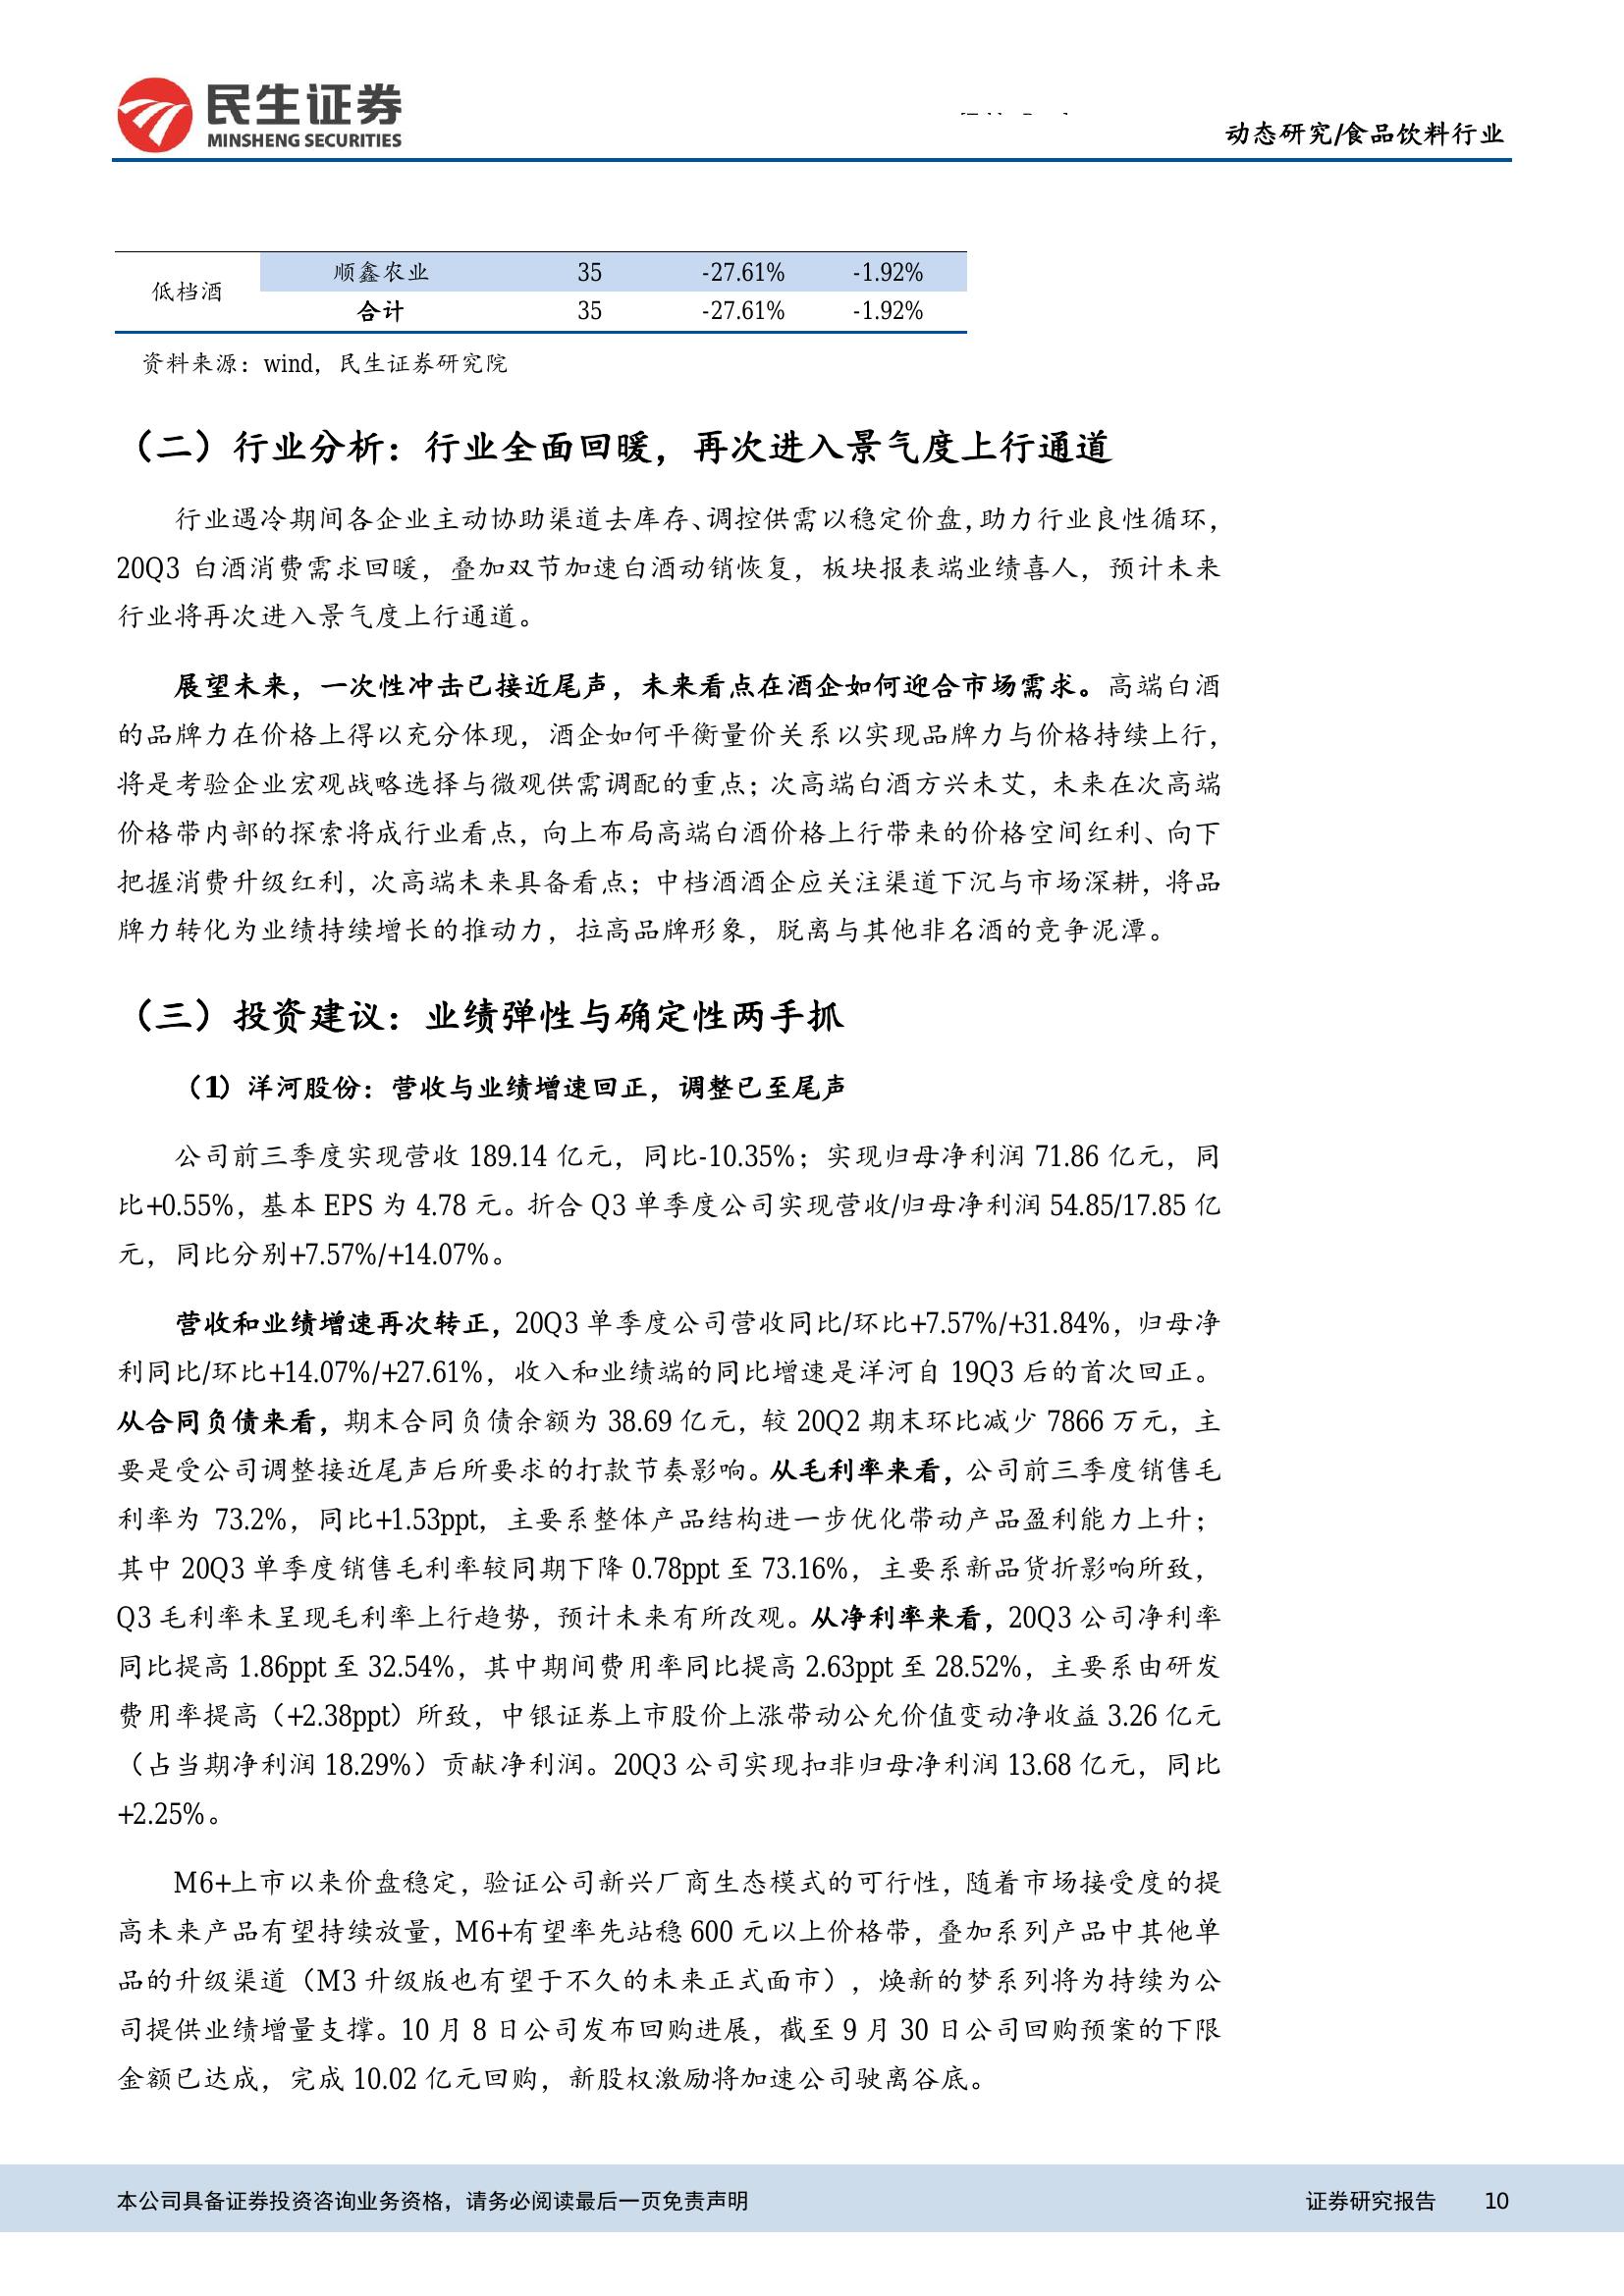 民生证券
MINSHENG SECURITIES
动态研究/食品饮料行业
低档酒
顺鑫农业 35 -27.61% -1.92%
合计 35 -27.61% -1.92%
资料来源：wind，民生证券研究院
（二）行业分析：行业全面回暖，再次进入景气度上行通道
行业遇冷期间各企业主动协助渠道去库存、调控供需以稳定价盘，助力行业良性循环，
20Q3 白酒消费需求回暖，叠加双节加速白酒动销恢复，板块报表端业绩喜人，预计未来
行业将再次进入景气度上行通道。
展望未来，一次性冲击已接近尾声，未来看点在酒企如何迎合市场需求。高端白酒
的品牌力在价格上得以充分体现，酒企如何平衡量价关系以实现品牌力与价格持续上行，
将是考验企业宏观战略选择与微观供需调配的重点；次高端白酒方兴未艾，未来在次高端
价格带内部的探索将成行业看点，向上布局高端白酒价格上行带来的价格空间红利、向下
把握消费升级红利，次高端未来具备看点；中档酒酒企应关注渠道下沉与市场深耕，将品
牌力转化为业绩持续增长的推动力，拉高品牌形象，脱离与其他非名酒的竞争泥潭。
（三）投资建议：业绩弹性与确定性两手抓
（1）洋河股份：营收与业绩增速回正，调整已至尾声
公司前三季度实现营收 189.14 亿元，同比-10.35%；实现归母净利润 71.86 亿元，同
比+0.55%，基本 EPS 为 4.78 元。折合 Q3 单季度公司实现营收/归母净利润 54.85/17.85 亿
元，同比分别+7.57%/+14.07%。
营收和业绩增速再次转正，20Q3 单季度公司营收同比/环比+7.57%/+31.84%，归母净
利同比/环比+14.07%/+27.61%，收入和业绩端的同比增速是洋河自 19Q3 后的首次回正。
从合同负债来看，期末合同负债余额为 38.69 亿元，较 20Q2 期末环比减少 7866 万元，主
要是受公司调整接近尾声后所要求的打款节奏影响。从毛利率来看，公司前三季度销售毛
利率为 73.2%，同比+1.53ppt，主要系整体产品结构进一步优化带动产品盈利能力上升；
其中 20Q3 单季度销售毛利率较同期下降 0.78ppt 至 73.16%，主要系新品货折影响所致，
Q3 毛利率未呈现毛利率上行趋势，预计未来有所改观。从净利率来看，20Q3 公司净利率
同比提高 1.86ppt 至 32.54%，其中期间费用率同比提高 2.63ppt 至 28.52%，主要系由研发
费用率提高（+2.38ppt）所致，中银证券上市股价上涨带动公允价值变动净收益 3.26 亿元
（占当期净利润 18.29%）贡献净利润。20Q3 公司实现扣非归母净利润 13.68 亿元，同比
+2.25%。
M6+上市以来价盘稳定，验证公司新兴厂商生态模式的可行性，随着市场接受度的提
高未来产品有望持续放量，M6+有望率先站稳 600 元以上价格带，叠加系列产品中其他单
品的升级渠道（M3 升级版也有望于不久的未来正式面市），焕新的梦系列将为持续为公
司提供业绩增量支撑。10 月 8 日公司发布回购进展，截至 9 月 30 日公司回购预案的下限
金额已达成，完成 10.02 亿元回购，新股权激励将加速公司驶离谷底。
本公司具备证券投资咨询业务资格，请务必阅读最后一页免责声明 证券研究报告 10